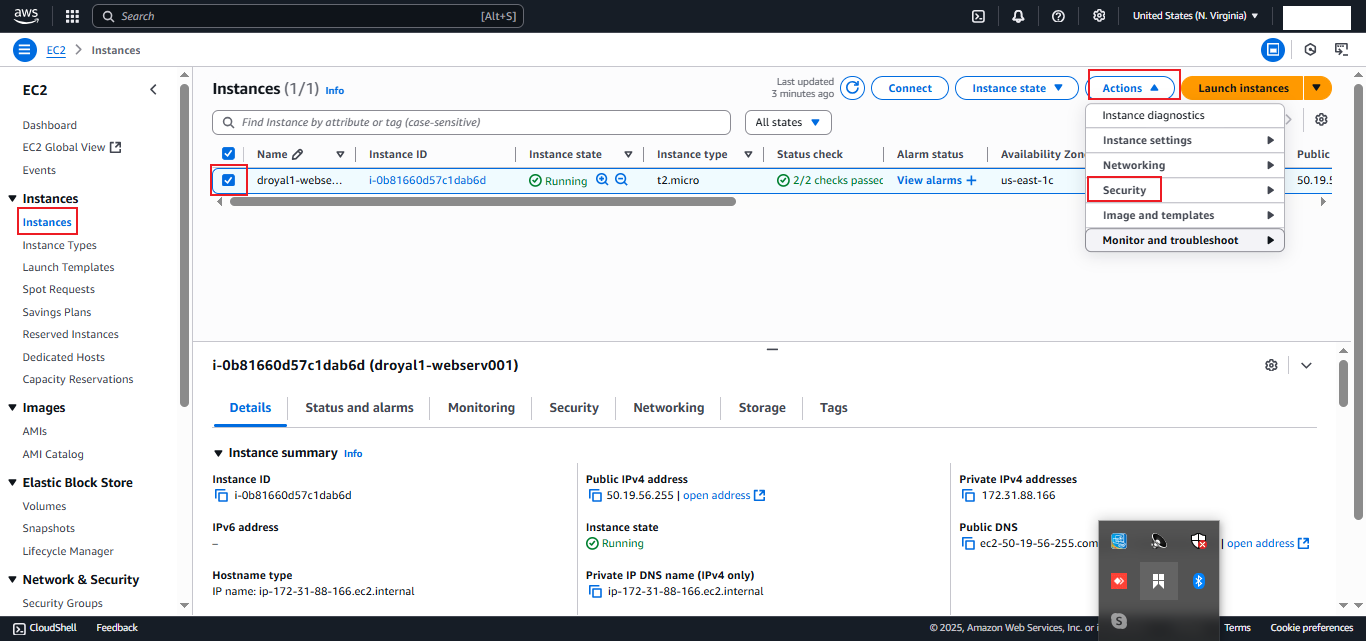 aws
Search [Alt+S]
United States (N. Virginia)
EC2 > Instances
EC2
Dashboard
EC2 Global View
Events
Instances
Instances
Instance Types
Launch Templates
Spot Requests
Savings Plans
Reserved Instances
Dedicated Hosts
Capacity Reservations
Images
AMIs
AMI Catalog
Elastic Block Store
Volumes
Snapshots
Lifecycle Manager
Network & Security
Security Groups
Instances (1/1) Info
Last updated
3 minutes ago
Connect
Instance state
Actions
Launch instances
Find Instance by attribute or tag (case-sensitive)
All states
Instance diagnostics
Instance settings
Networking
Security
Image and templates
Monitor and troubleshoot
Name Instance ID Instance state Instance type Status check Alarm status Availability Zon Public
droyal1-webse... i-0b81660d57c1dab6d Running t2.micro 2/2 checks passed View alarms + us-east-1c 50.19.5
i-0b81660d57c1dab6d (droyal1-webserv001)
Details Status and alarms Monitoring Security Networking Storage Tags
Instance summary Info
Instance ID
i-0b81660d57c1dab6d
IPv6 address
–
Hostname type
IP name: ip-172-31-88-166.ec2.internal
Public IPv4 address
50.19.56.255 | open address
Instance state
Running
Private IP DNS name (IPv4 only)
ip-172-31-88-166.ec2.internal
Private IPv4 addresses
172.31.88.166
Public DNS
ec2-50-19-56-255.com | open address
S
CloudShell Feedback © 2025, Amazon Web Services, Inc. or i Terms Cookie preferences